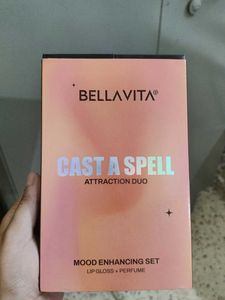 BELLAVITA®
CAST A SPELL
ATTRACTION DUO
MOOD ENHANCING SET
LIP GLOSS + PERFUME